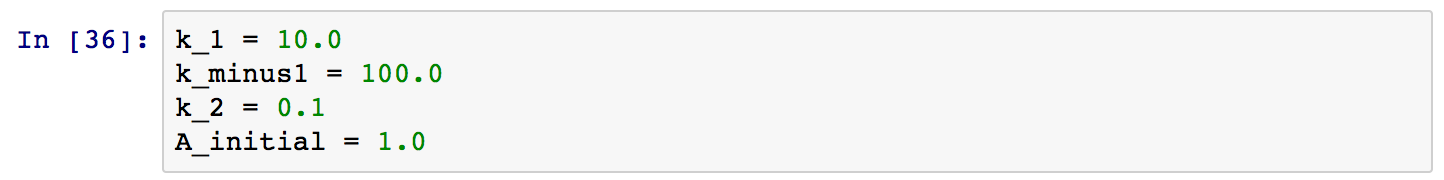 In [36]: k_1 = 10.0
k_minus1 = 100.0
k_2 = 0.1
A_initial = 1.0